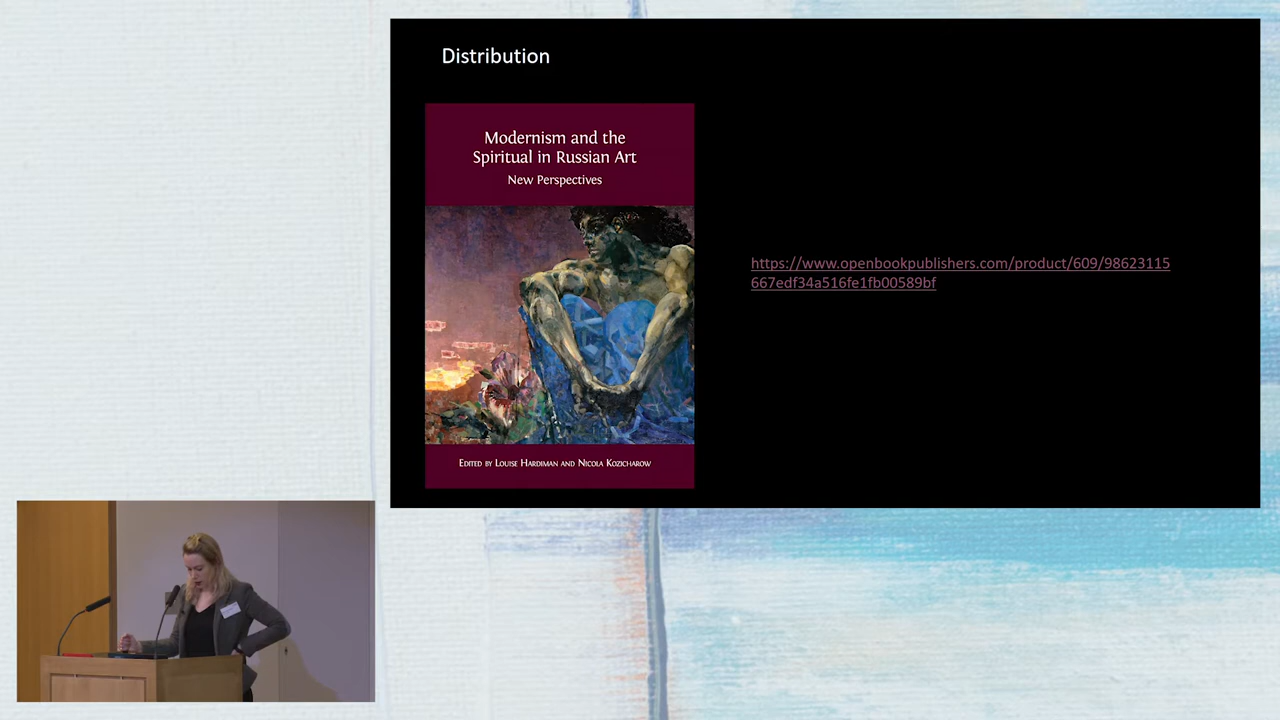 Distribution
Modernism and the
Spiritual in Russian Art
New Perspectives
Edited by Louise Hardiman and Nicola Kozicharow
https://www.openbookpublishers.com/product/609/98623115
667edf34a516fe1fb00589bf